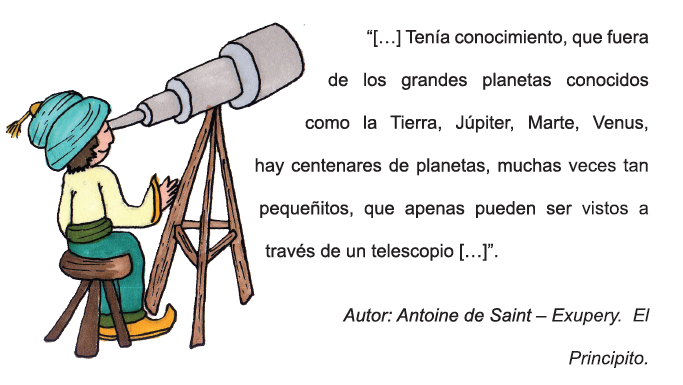 “[…] Tenía conocimiento, que fuera
de los grandes planetas conocidos
como la Tierra, Júpiter, Marte, Venus,
hay centenares de planetas, muchas veces tan
pequeñitos, que apenas pueden ser vistos a
través de un telescopio […]”.
Autor: Antoine de Saint – Exupery. El
Principito.